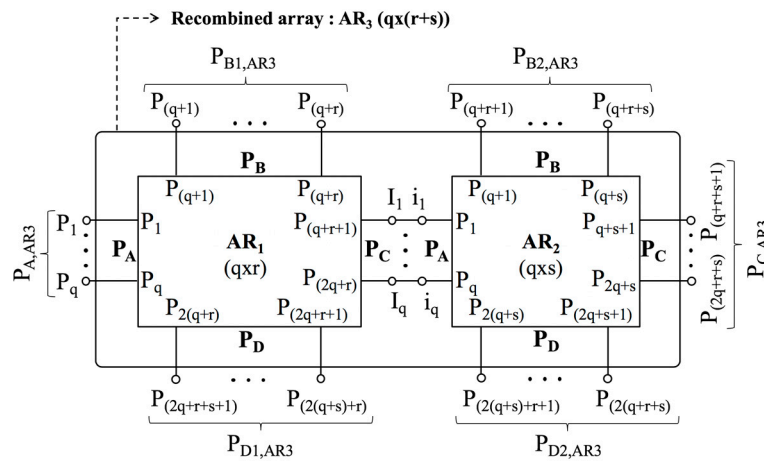 Recombined array : AR3 (qx(r+s))
PB1,AR3 PB2,AR3
P(q+1) ... P(q+r) P(q+r+1) ... P(q+r+s)
PB PB
P(q+1) P(q+r) I1 i1 P(q+1) P(q+s) P(q+r+s+1)
P1 P1 P(q+r+1) P1 Pq+s+1
PA,AR3 PA AR1 PC PA AR2 PC PC,AR3
(qxr) (qxs)
Pq Pq P(2q+r) Pq P2q+s P(2q+r+s)
P2(q+r) P(2q+r+1) Iq iq P2(q+s) P(2q+s+1)
PD PD
P(2q+r+s+1) ... P(2(q+s)+r) P(2(q+s)+r+1) ... P(2(q+r+s)
PD1,AR3 PD2,AR3